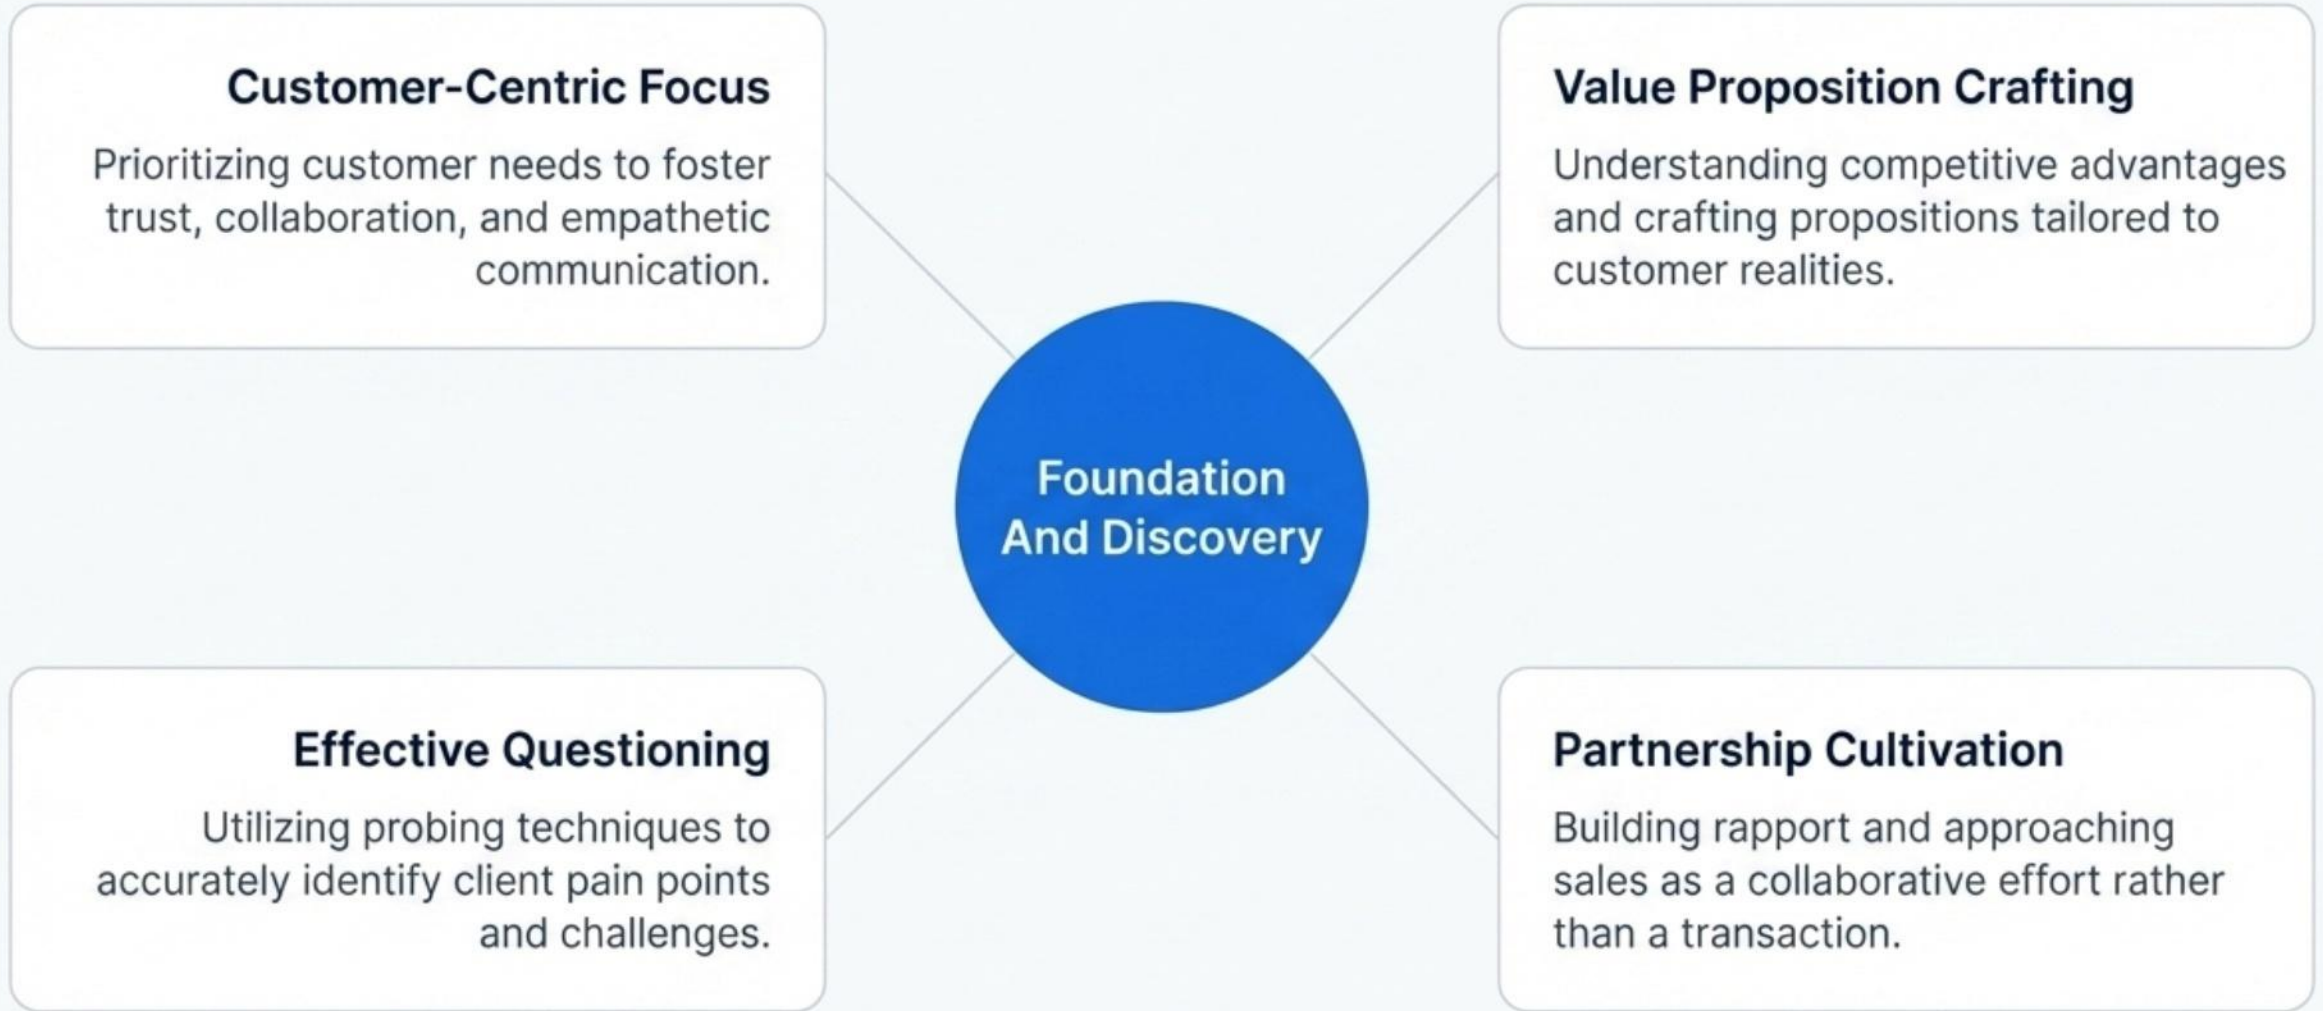 Customer-Centric Focus
Prioritizing customer needs to foster
trust, collaboration, and empathetic
communication.
Value Proposition Crafting
Understanding competitive advantages
and crafting propositions tailored to
customer realities.
Foundation
And Discovery
Effective Questioning
Utilizing probing techniques to
accurately identify client pain points
and challenges.
Partnership Cultivation
Building rapport and approaching
sales as a collaborative effort rather
than a transaction.